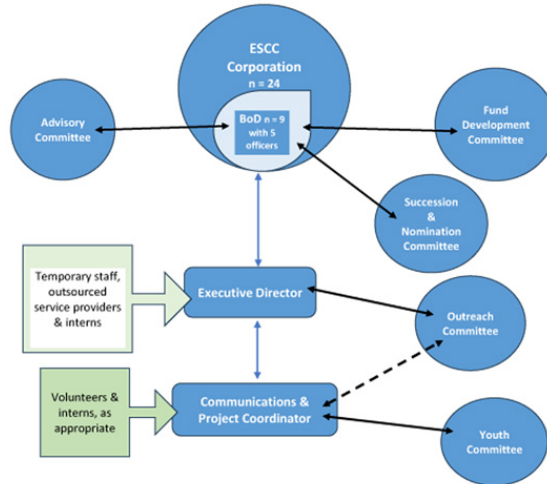 ESCC
Corporation
n = 24
BoD n = 9
with 5
officers
Advisory
Committee
Fund
Development
Committee
Succession
&
Nomination
Committee
Temporary staff,
outsourced
service providers
& interns
Executive Director
Outreach
Committee
Volunteers &
interns, as
appropriate
Communications &
Project Coordinator
Youth
Committee